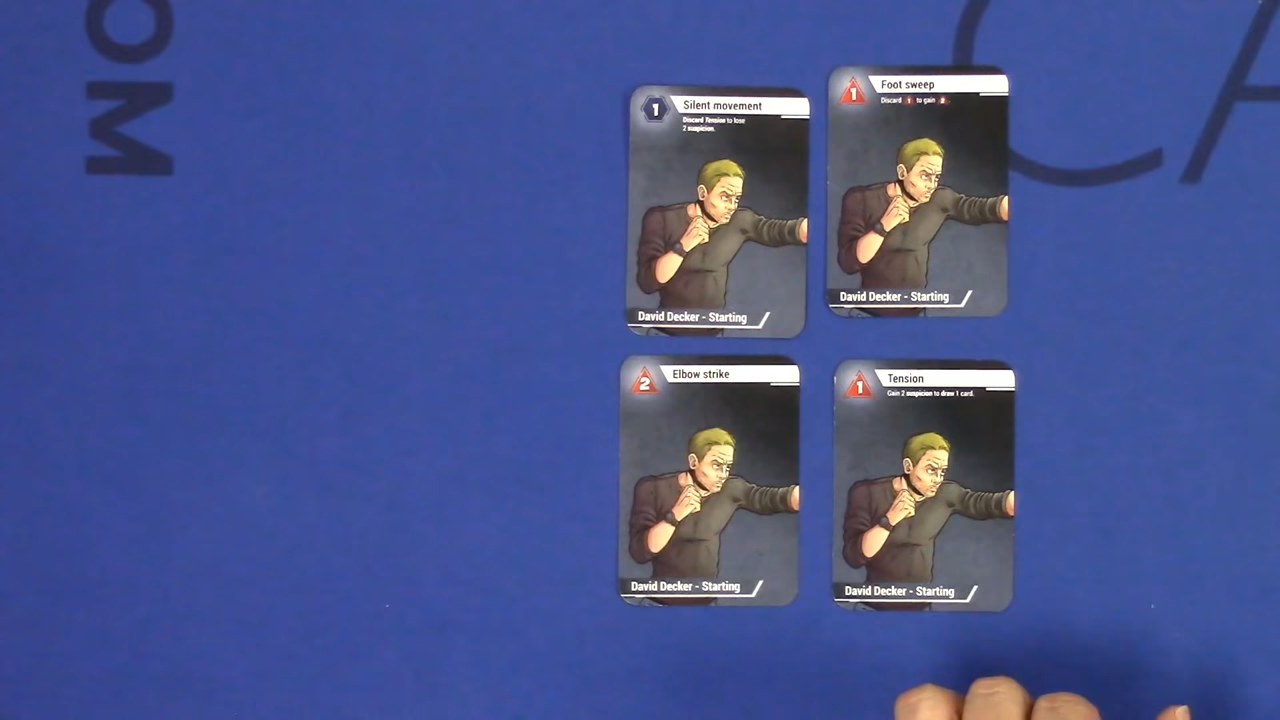 OM
CA
1 Silent movement
Discard Tension to lose
2 suspicion.
David Decker - Starting
1 Foot sweep
Discard 1 to gain 2
David Decker - Starting
2 Elbow strike
David Decker - Starting
1 Tension
Gain 2 suspicion to draw 1 card.
David Decker - Starting